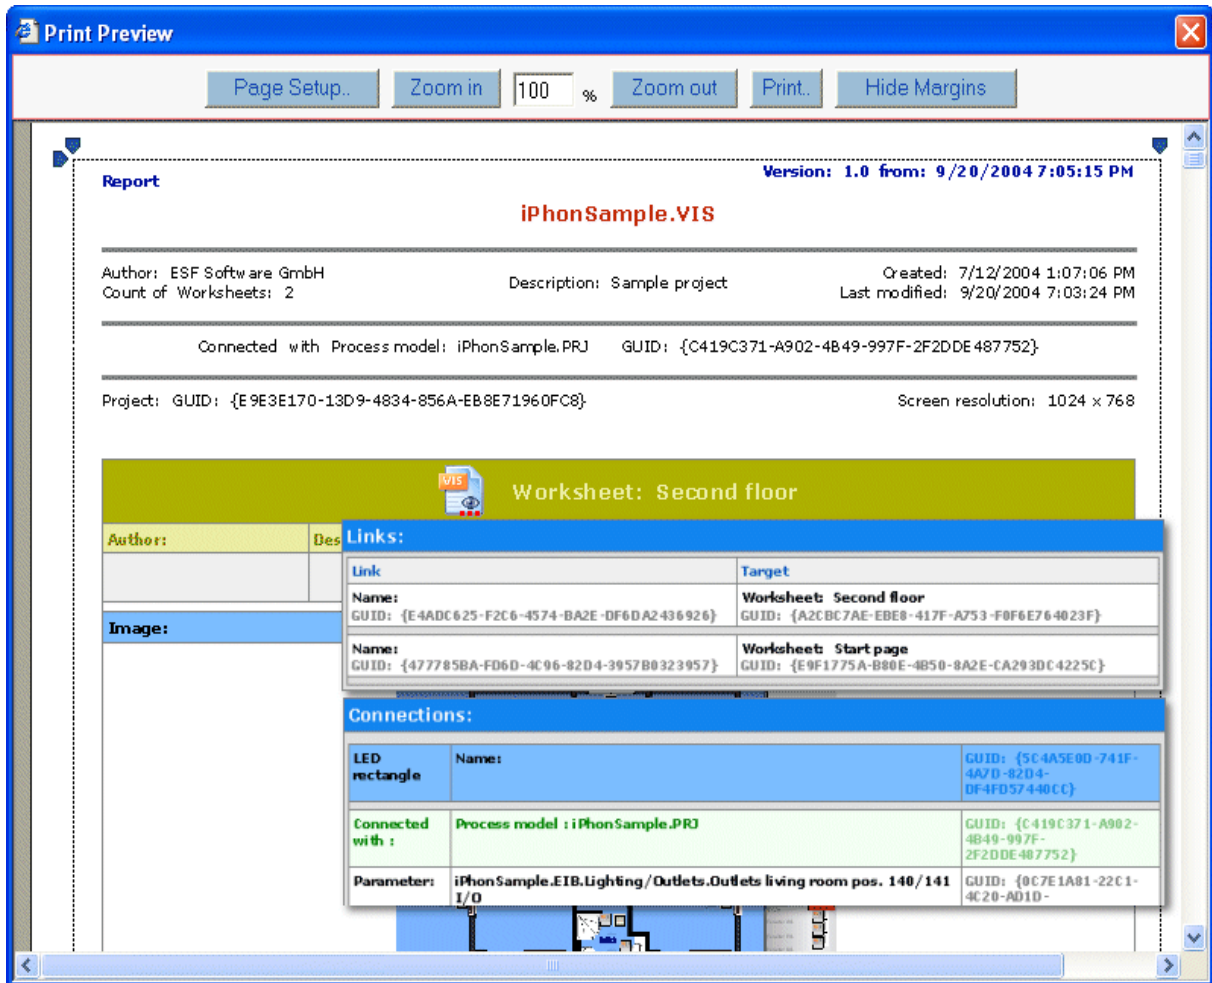 Print Preview
Page Setup.. Zoom in 100 % Zoom out Print.. Hide Margins
Report
Version: 1.0 from: 9/20/2004 7:05:15 PM
iPhonSample.VIS
Author: ESF Software GmbH
Count of Worksheets: 2
Description: Sample project
Created: 7/12/2004 1:07:06 PM
Last modified: 9/20/2004 7:03:24 PM
Connected with Process model: iPhonSample.PRJ GUID: {C419C371-A902-4B49-997F-2F2DDE487752}
Project: GUID: {E9E3E170-13D9-4834-856A-EB8E71960FC8}
Screen resolution: 1024 x 768
VIS
Worksheet: Second floor
Author: Des
Image:
Links:
Link Target
Name: Worksheet: Second floor
GUID: {E4ADC625-F2C6-4574-BA2E-DF6DA2436926} GUID: {A2CBC7AE-EBE8-417F-A753-F0F6E764023F}
Name: Worksheet: Start page
GUID: {477785BA-FD6D-4C96-82D4-3957B0323957} GUID: {E9F1775A-B80E-4B50-8A2E-CA293DC4225C}
Connections:
LED
rectangle
Name:
GUID: {5C4A5E0D-741F-
4A7D-82D4-
DF4FD57440CC}
Connected
with :
Process model : iPhonSample.PRJ
GUID: {C419C371-A902-
4B49-997F-
2F2DDE487752}
Parameter:
iPhonSample.EIB.Lighting/Outlets.Outlets living room pos. 140/141
I/O
GUID: {0C7E1A81-22C1-
4C20-AD1D-